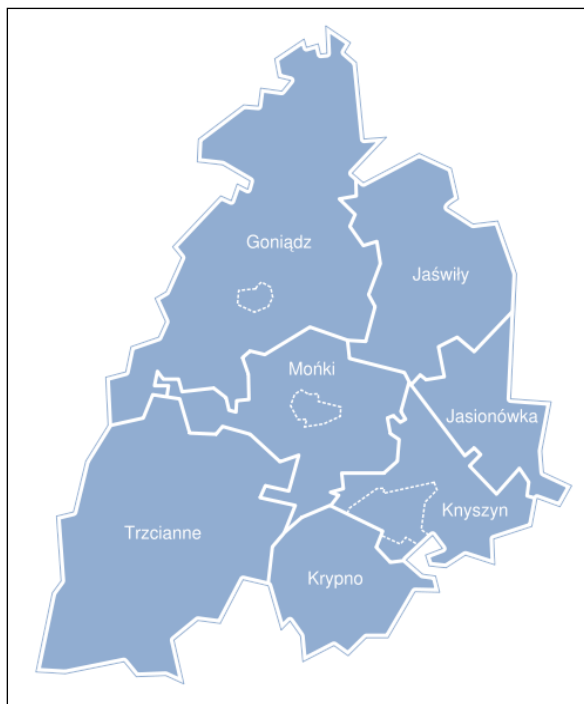 Goniądz
Jaświły
Mońki
Jasionówka
Knyszyn
Trzcianne
Krypno